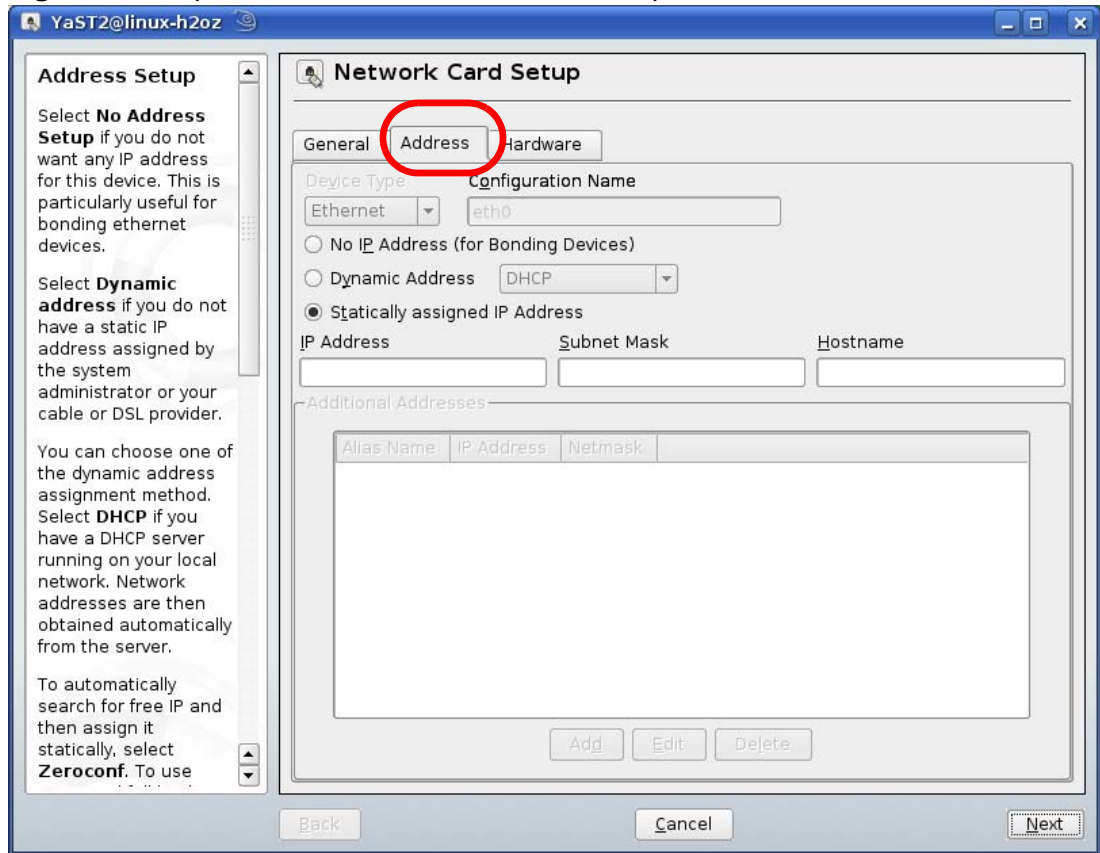 YaST2@linux-h2oz
Address Setup
Select No Address
Setup if you do not
want any IP address
for this device. This is
particularly useful for
bonding ethernet
devices.
Select Dynamic
address if you do not
have a static IP
address assigned by
the system
administrator or your
cable or DSL provider.
You can choose one of
the dynamic address
assignment method.
Select DHCP if you
have a DHCP server
running on your local
network. Network
addresses are then
obtained automatically
from the server.
To automatically
search for free IP and
then assign it
statically, select
Zeroconf. To use
Network Card Setup
General Address Hardware
Device Type Configuration Name
Ethernet eth0
No IP Address (for Bonding Devices)
Dynamic Address DHCP
Statically assigned IP Address
IP Address Subnet Mask Hostname
Additional Addresses
Alias Name IP Address Netmask
Add Edit Delete
Back Cancel Next